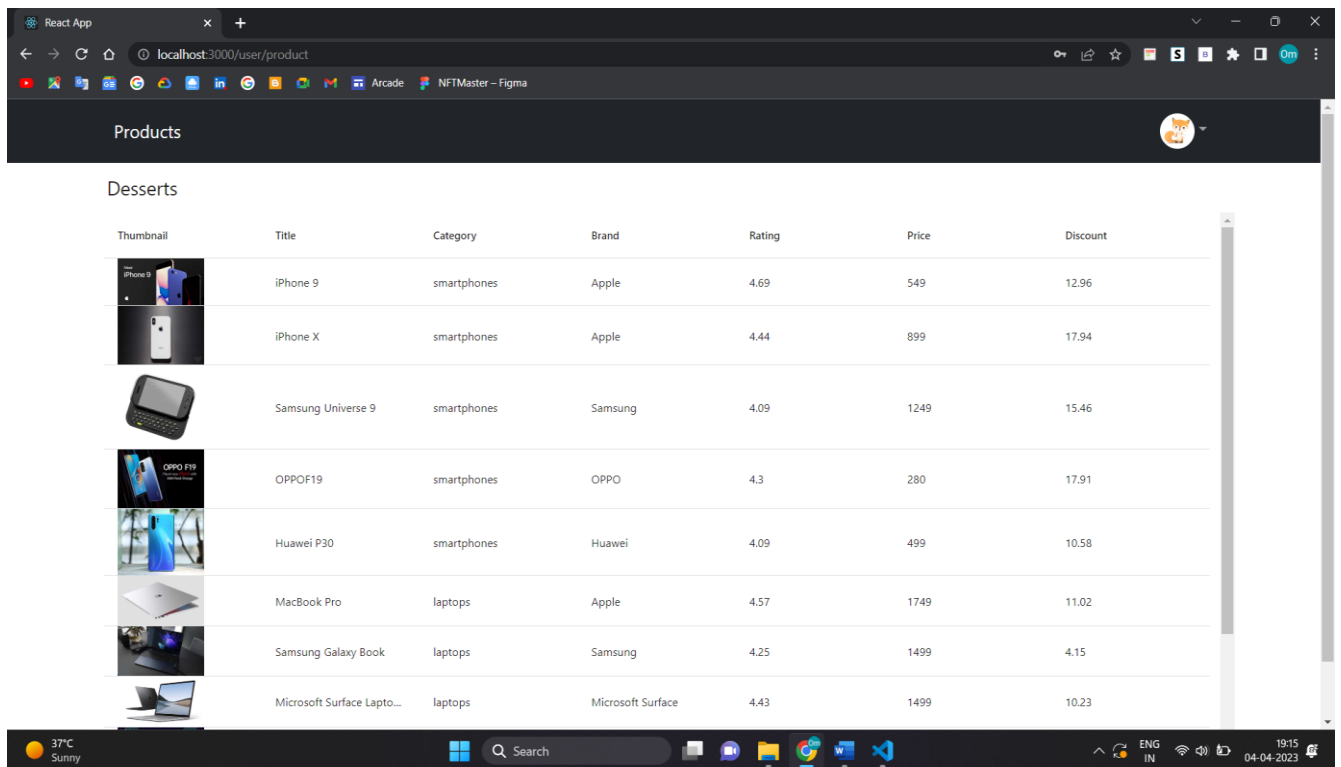 React App
localhost:3000/user/product
Om
Arcade
NFTMaster – Figma
Products
Desserts
Thumbnail Title Category Brand Rating Price Discount
iPhone 9
iPhone 9 smartphones Apple 4.69 549 12.96
iPhone X smartphones Apple 4.44 899 17.94
Samsung Universe 9 smartphones Samsung 4.09 1249 15.46
OPPO F19
OPPOF19 smartphones OPPO 4.3 280 17.91
Huawei P30 smartphones Huawei 4.09 499 10.58
MacBook Pro laptops Apple 4.57 1749 11.02
Samsung Galaxy Book laptops Samsung 4.25 1499 4.15
Microsoft Surface Lapto... laptops Microsoft Surface 4.43 1499 10.23
37°C
Sunny
Search
ENG
IN
19:15
04-04-2023